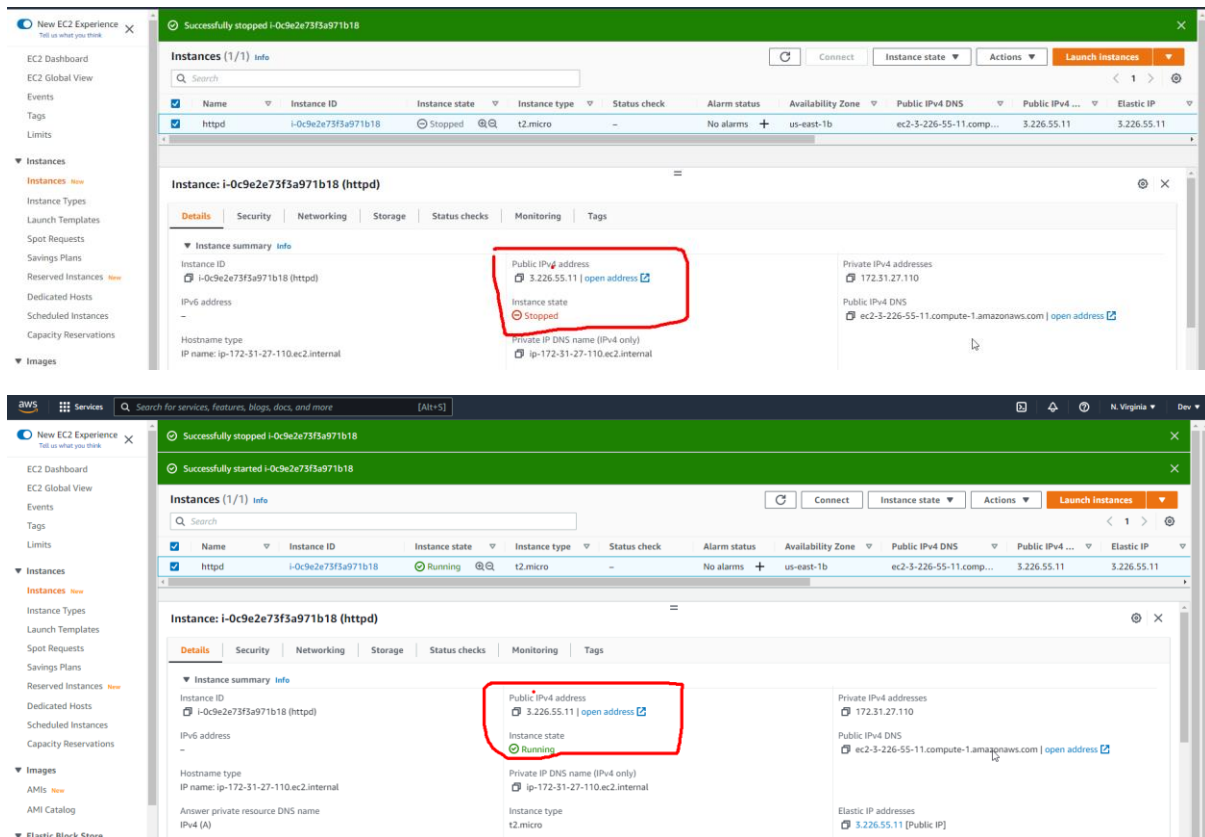 New EC2 Experience
Tell us what you think
Successfully stopped i-0c9e2e73f3a971b18
EC2 Dashboard
EC2 Global View
Events
Tags
Limits
Instances
Instances New
Instance Types
Launch Templates
Spot Requests
Savings Plans
Reserved Instances New
Dedicated Hosts
Scheduled Instances
Capacity Reservations
Images
Instances (1/1) Info
Connect Instance state Actions Launch instances
Search
1
Name Instance ID Instance state Instance type Status check Alarm status Availability Zone Public IPv4 DNS Public IPv4 ... Elastic IP
httpd i-0c9e2e73f3a971b18 Stopped t2.micro – No alarms + us-east-1b ec2-3-226-55-11.comp... 3.226.55.11 3.226.55.11
Instance: i-0c9e2e73f3a971b18 (httpd)
Details Security Networking Storage Status checks Monitoring Tags
Instance summary Info
Instance ID Public IPv4 address Private IPv4 addresses
i-0c9e2e73f3a971b18 (httpd) 3.226.55.11 | open address 172.31.27.110
IPv6 address Instance state Public IPv4 DNS
– Stopped ec2-3-226-55-11.compute-1.amazonaws.com | open address
Hostname type Private IP DNS name (IPv4 only)
IP name: ip-172-31-27-110.ec2.internal ip-172-31-27-110.ec2.internal
aws Services Search for services, features, blogs, docs, and more [Alt+S] N. Virginia Dev
New EC2 Experience
Tell us what you think
Successfully stopped i-0c9e2e73f3a971b18
Successfully started i-0c9e2e73f3a971b18
EC2 Dashboard
EC2 Global View
Events
Tags
Limits
Instances
Instances New
Instance Types
Launch Templates
Spot Requests
Savings Plans
Reserved Instances New
Dedicated Hosts
Scheduled Instances
Capacity Reservations
Images
AMIs New
AMI Catalog
Elastic Block Store
Instances (1/1) Info
Connect Instance state Actions Launch instances
Search
1
Name Instance ID Instance state Instance type Status check Alarm status Availability Zone Public IPv4 DNS Public IPv4 ... Elastic IP
httpd i-0c9e2e73f3a971b18 Running t2.micro – No alarms + us-east-1b ec2-3-226-55-11.comp... 3.226.55.11 3.226.55.11
Instance: i-0c9e2e73f3a971b18 (httpd)
Details Security Networking Storage Status checks Monitoring Tags
Instance summary Info
Instance ID Public IPv4 address Private IPv4 addresses
i-0c9e2e73f3a971b18 (httpd) 3.226.55.11 | open address 172.31.27.110
IPv6 address Instance state Public IPv4 DNS
– Running ec2-3-226-55-11.compute-1.amazonaws.com | open address
Hostname type Private IP DNS name (IPv4 only)
IP name: ip-172-31-27-110.ec2.internal ip-172-31-27-110.ec2.internal
Answer private resource DNS name Instance type Elastic IP addresses
IPv4 (A) t2.micro 3.226.55.11 [Public IP]